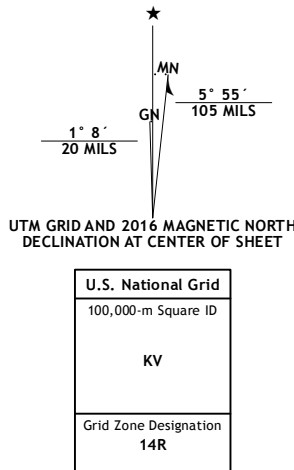 MN
GN
5° 55´
105 MILS
1° 8´
20 MILS
UTM GRID AND 2016 MAGNETIC NORTH
DECLINATION AT CENTER OF SHEET
U.S. National Grid
100,000-m Square ID
KV
Grid Zone Designation
14R